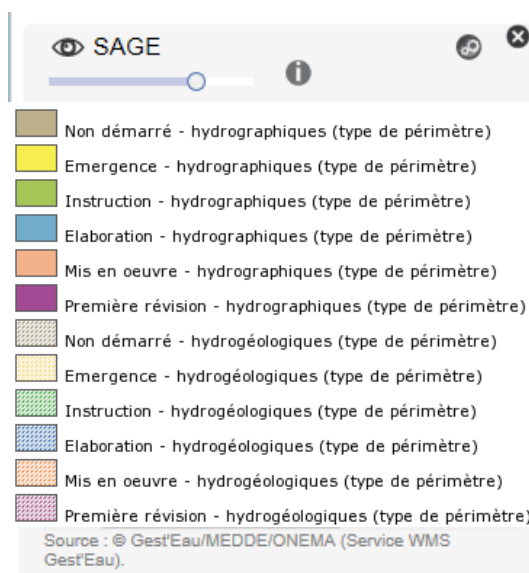 SAGE
Non démarré - hydrographiques (type de périmètre)
Emergence - hydrographiques (type de périmètre)
Instruction - hydrographiques (type de périmètre)
Elaboration - hydrographiques (type de périmètre)
Mis en oeuvre - hydrographiques (type de périmètre)
Première révision - hydrographiques (type de périmètre)
Non démarré - hydrogéologiques (type de périmètre)
Emergence - hydrogéologiques (type de périmètre)
Instruction - hydrogéologiques (type de périmètre)
Elaboration - hydrogéologiques (type de périmètre)
Mis en oeuvre - hydrogéologiques (type de périmètre)
Première révision - hydrogéologiques (type de périmètre)
Source : © Gest'Eau/MEDDE/ONEMA (Service WMS
Gest'Eau).